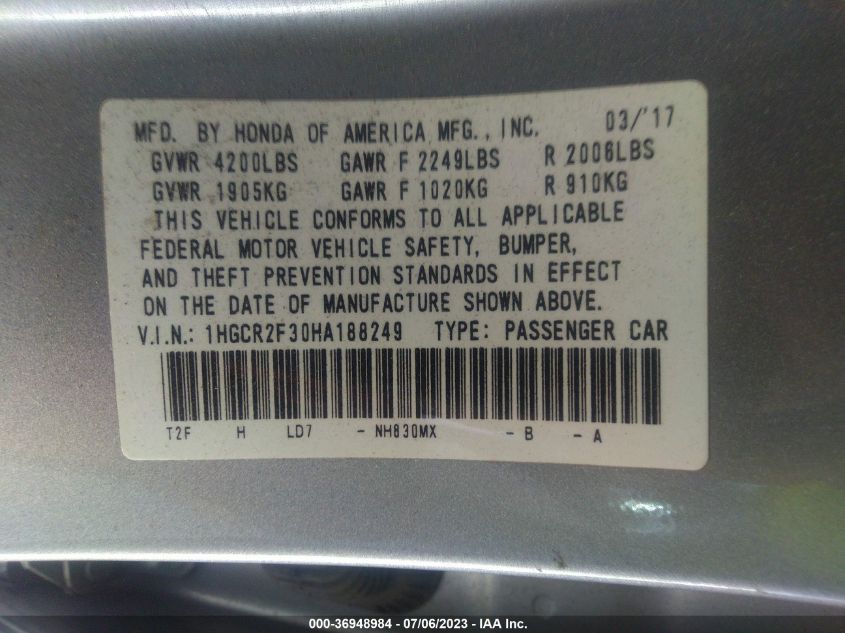 MFD. BY HONDA OF AMERICA MFG., INC. 03/'17
GVWR 4200LBS GAWR F 2249LBS R 2006LBS
GVWR 1905KG GAWR F 1020KG R 910KG
THIS VEHICLE CONFORMS TO ALL APPLICABLE
FEDERAL MOTOR VEHICLE SAFETY, BUMPER,
AND THEFT PREVENTION STANDARDS IN EFFECT
ON THE DATE OF MANUFACTURE SHOWN ABOVE.
V.I.N.: 1HGCR2F30HA188249 TYPE: PASSENGER CAR
T2F H LD7 - NH830MX - B - A
000-36948984 - 07/06/2023 - IAA Inc.